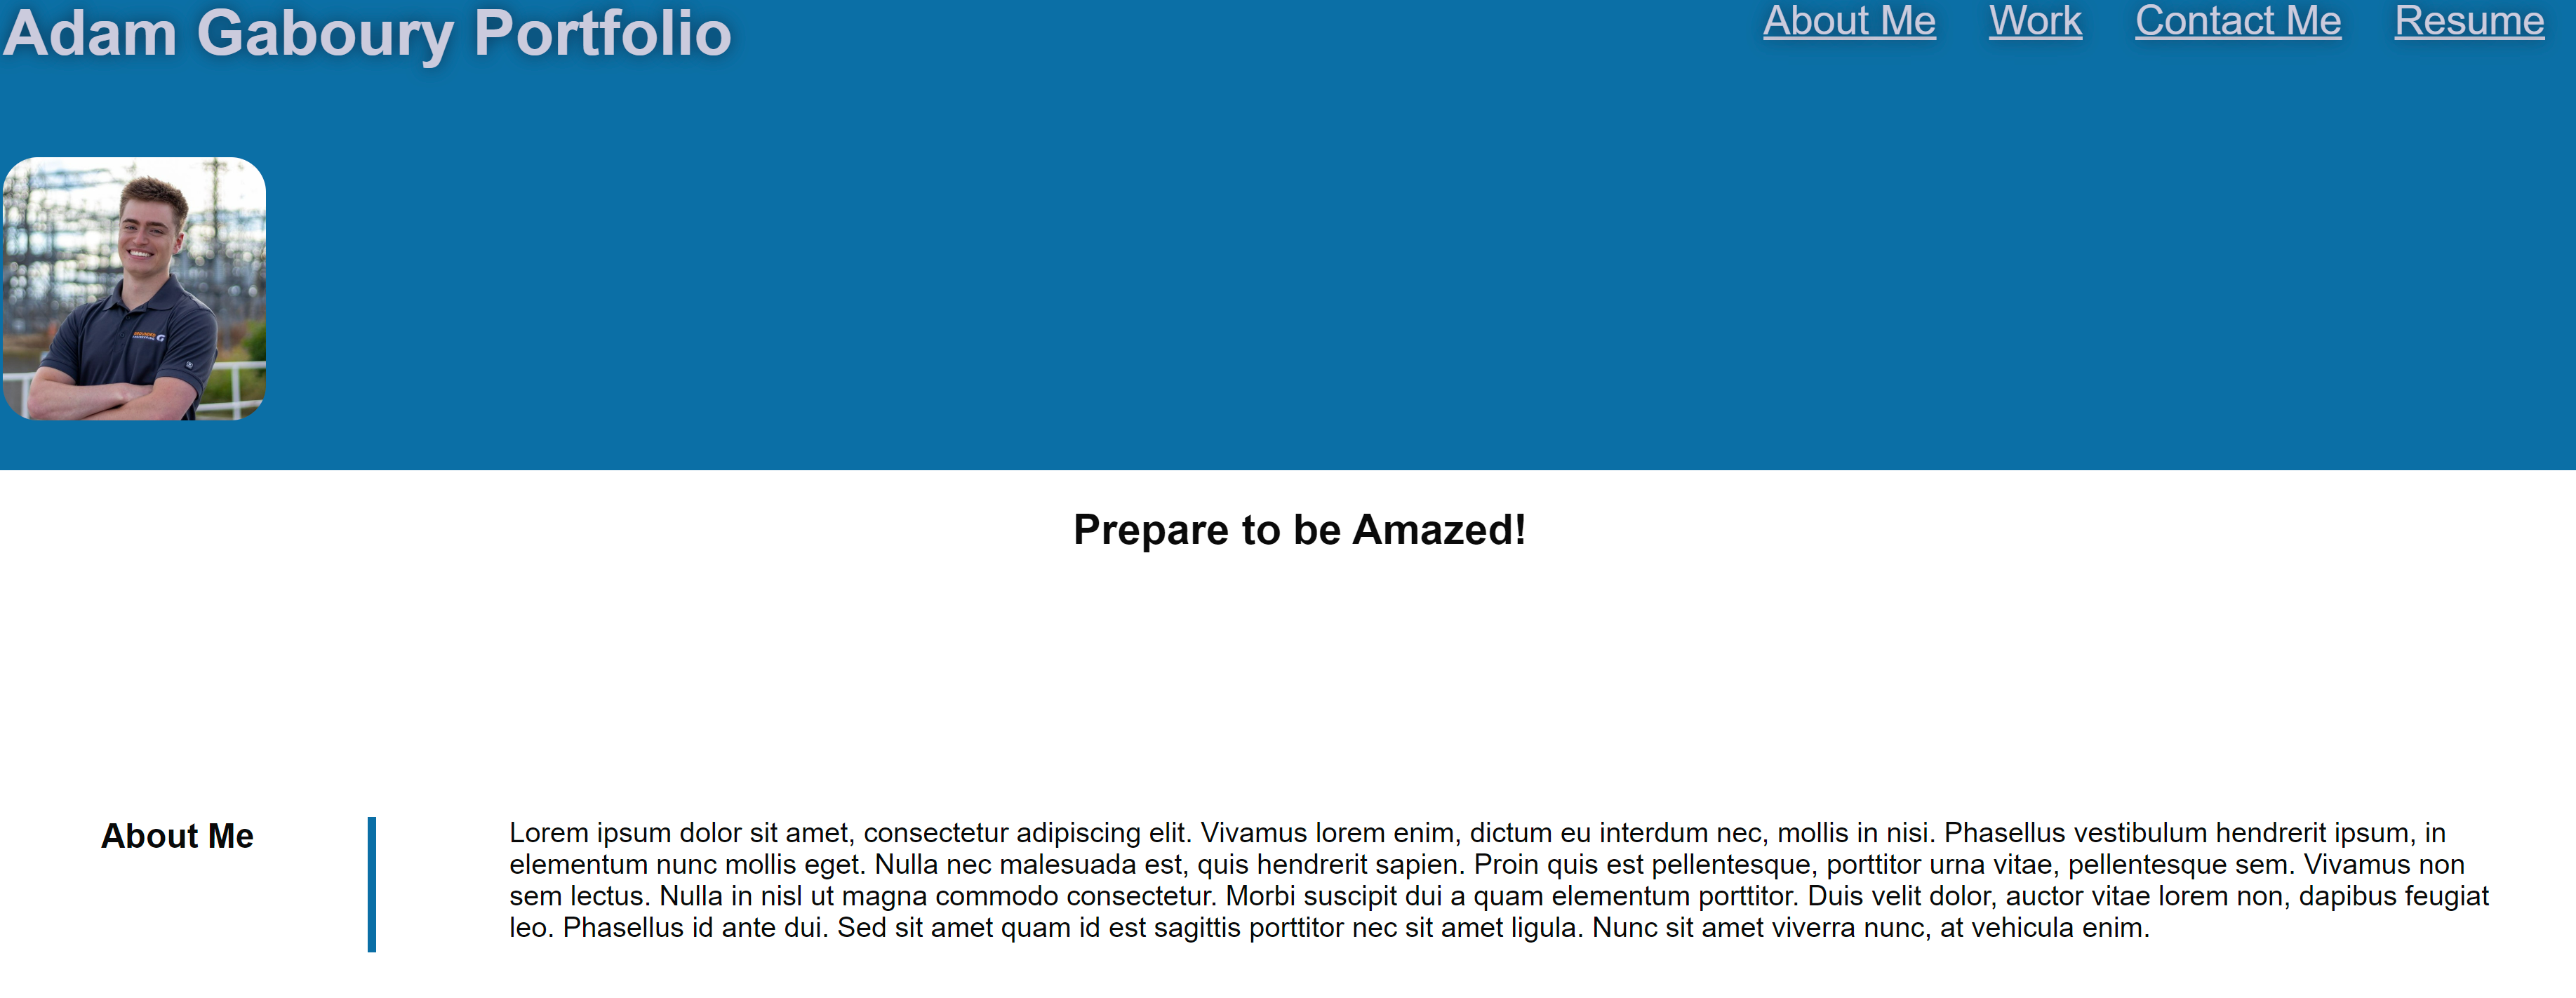 Adam Gaboury Portfolio
About Me Work Contact Me Resume
Prepare to be Amazed!
About Me
Lorem ipsum dolor sit amet, consectetur adipiscing elit. Vivamus lorem enim, dictum eu interdum nec, mollis in nisi. Phasellus vestibulum hendrerit ipsum, in
elementum nunc mollis eget. Nulla nec malesuada est, quis hendrerit sapien. Proin quis est pellentesque, porttitor urna vitae, pellentesque sem. Vivamus non
sem lectus. Nulla in nisl ut magna commodo consectetur. Morbi suscipit dui a quam elementum porttitor. Duis velit dolor, auctor vitae lorem non, dapibus feugiat
leo. Phasellus id ante dui. Sed sit amet quam id est sagittis porttitor nec sit amet ligula. Nunc sit amet viverra nunc, at vehicula enim.